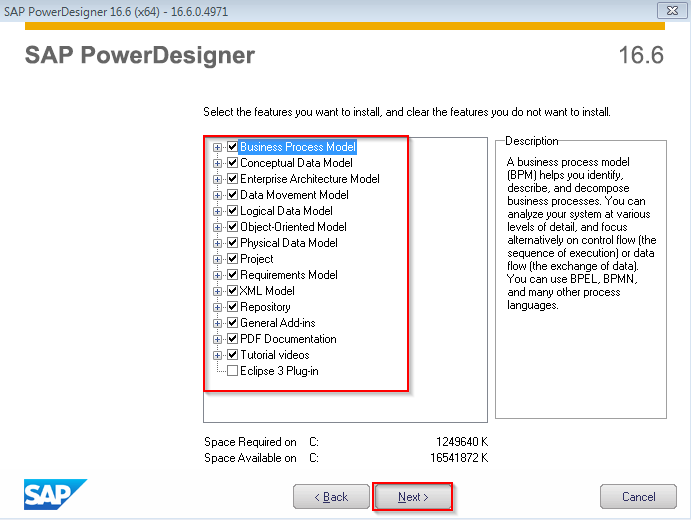 SAP PowerDesigner 16.6 (x64) - 16.6.0.4971
SAP PowerDesigner
16.6
Select the features you want to install, and clear the features you do not want to install.
Business Process Model
Conceptual Data Model
Enterprise Architecture Model
Data Movement Model
Logical Data Model
Object-Oriented Model
Physical Data Model
Project
Requirements Model
XML Model
Repository
General Add-ins
PDF Documentation
Tutorial videos
Eclipse 3 Plug-in
Description
A business process model
(BPM) helps you identify,
describe, and decompose
business processes. You can
analyze your system at various
levels of detail, and focus
alternatively on control flow (the
sequence of execution) or data
flow (the exchange of data).
You can use BPEL, BPMN,
and many other process
languages.
Space Required on C: 1249640 K
Space Available on C: 16541872 K
SAP
< Back
Next >
Cancel